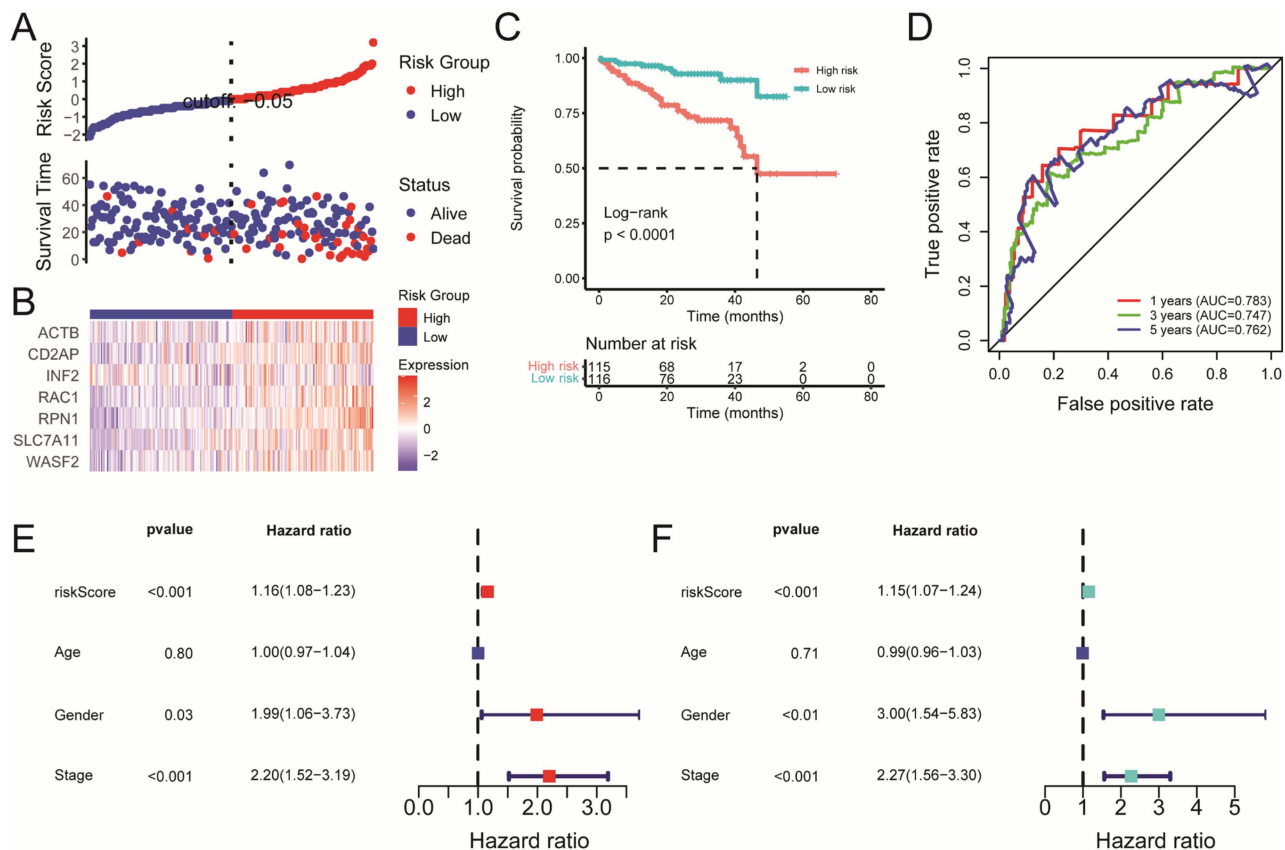 A
Risk Score
3
2
1
0
−1
−2
cutoff: −0.05
Risk Group
High
Low
Survival Time
60
40
20
0
Status
Alive
Dead
B
Risk Group
High
Low
ACTB
CD2AP
INF2
RAC1
RPN1
SLC7A11
WASF2
Expression
2
0
−2
C
Survival probability
1.00
0.75
0.50
0.25
0.00
High risk
Low risk
Log−rank
p < 0.0001
0 20 40 60 80
Time (months)
Number at risk
High risk 115 68 17 2 0
Low risk 116 76 23 0 0
0 20 40 60 80
Time (months)
D
True positive rate
1.0
0.8
0.6
0.4
0.2
0.0
1 years (AUC=0.783)
3 years (AUC=0.747)
5 years (AUC=0.762)
0.0 0.2 0.4 0.6 0.8 1.0
False positive rate
E
pvalue Hazard ratio
riskScore <0.001 1.16(1.08−1.23)
Age 0.80 1.00(0.97−1.04)
Gender 0.03 1.99(1.06−3.73)
Stage <0.001 2.20(1.52−3.19)
0.0 1.0 2.0 3.0
Hazard ratio
F
pvalue Hazard ratio
riskScore <0.001 1.15(1.07−1.24)
Age 0.71 0.99(0.96−1.03)
Gender <0.01 3.00(1.54−5.83)
Stage <0.001 2.27(1.56−3.30)
0 1 2 3 4 5
Hazard ratio